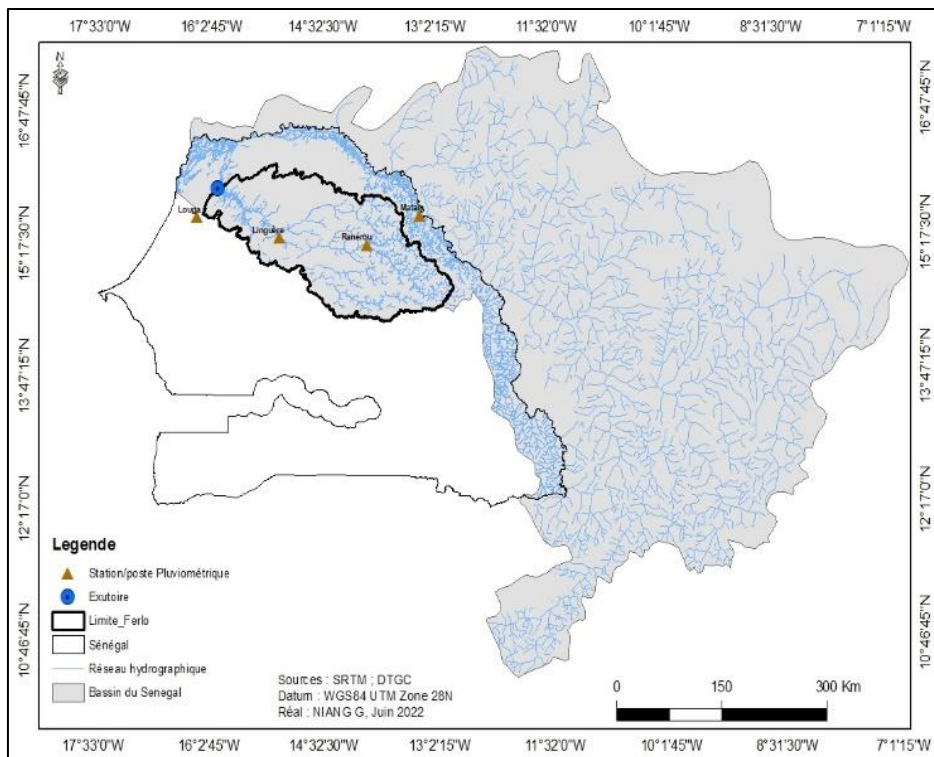 17°33'0"W 16°2'45"W 14°32'30"W 13°2'15"W 11°32'0"W 10°1'45"W 8°31'30"W 7°1'15"W
N
16°47'45"N 16°47'45"N
15°17'30"N 15°17'30"N
13°47'15"N 13°47'15"N
12°17'0"N 12°17'0"N
10°46'45"N 10°46'45"N
Louga
Linguère
Ranérou
Matam
Legende
Station/poste Pluviométrique
Exutoire
Limite_Ferlo
Sénégal
Réseau hydrographique
Bassin du Senegal
Sources : SRTM ; DTGC
Datum : WGS84 UTM Zone 28N
Réal : NIANG G, Juin 2022
0 150 300 Km
17°33'0"W 16°2'45"W 14°32'30"W 13°2'15"W 11°32'0"W 10°1'45"W 8°31'30"W 7°1'15"W